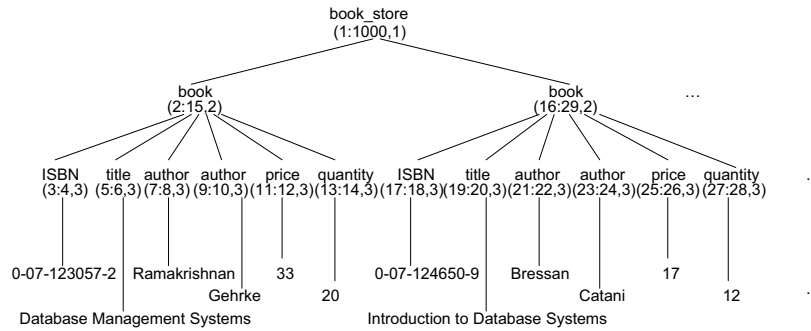 book_store
(1:1000,1)
book book ...
(2:15,2) (16:29,2)
ISBN title author author price quantity ISBN title author author price quantity .
(3:4,3) (5:6,3) (7:8,3) (9:10,3) (11:12,3) (13:14,3) (17:18,3) (19:20,3) (21:22,3) (23:24,3) (25:26,3) (27:28,3)
0-07-123057-2 Ramakrishnan 33 0-07-124650-9 Bressan 17
Gehrke 20 Catani 12 .
Database Management Systems Introduction to Database Systems